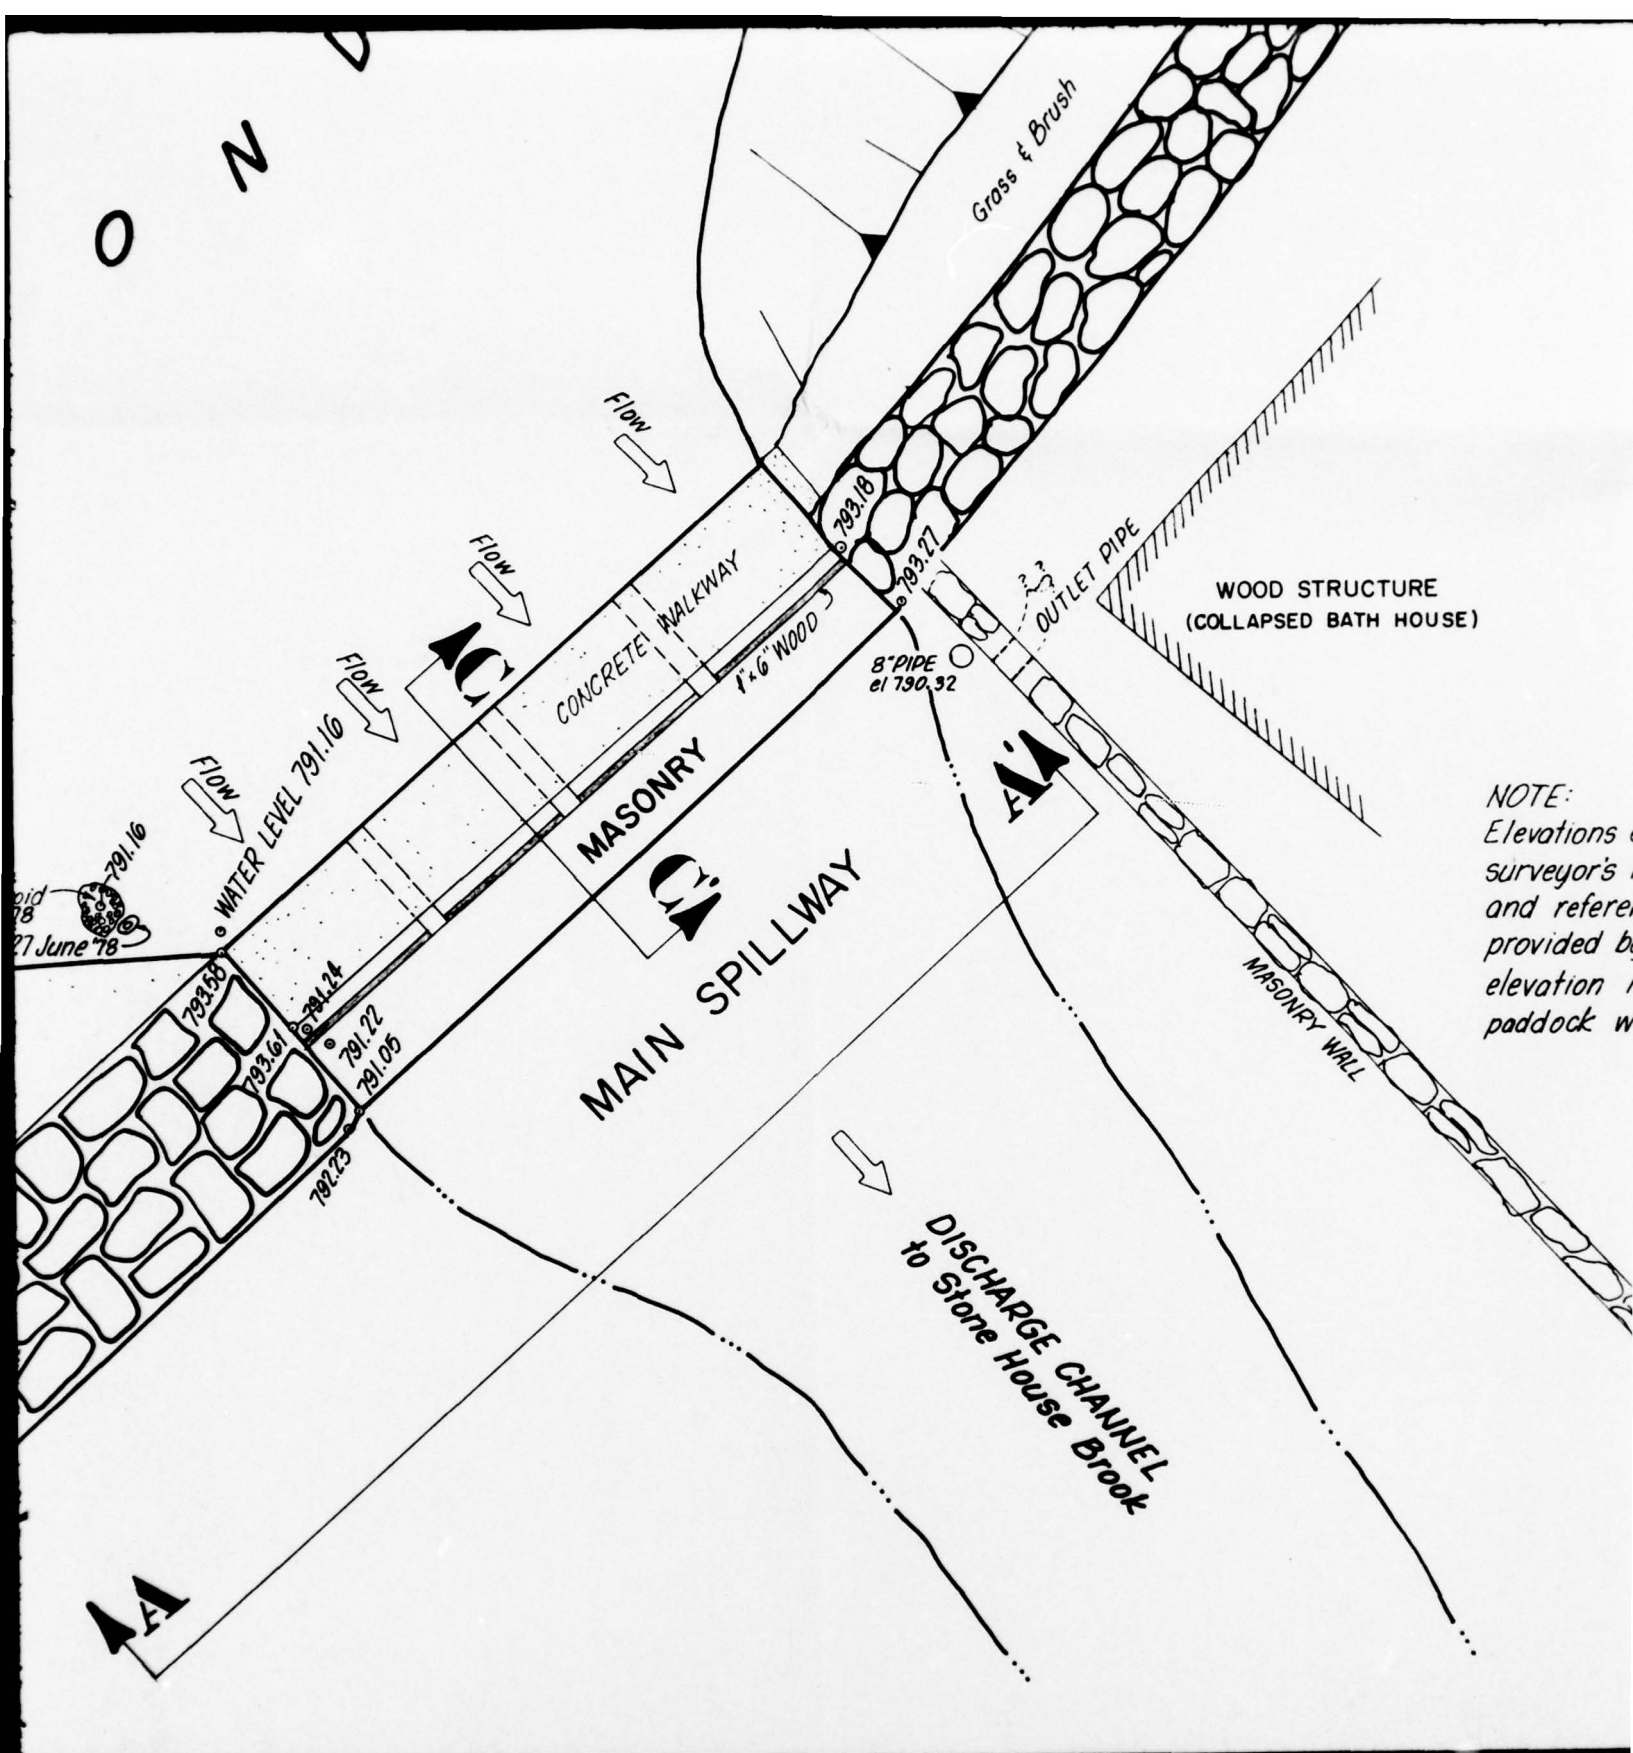 O N D
Grass & Brush
Flow
Flow
Flow
Flow
793.18
793.27
OUTLET PIPE
WOOD STRUCTURE
(COLLAPSED BATH HOUSE)
CONCRETE WALKWAY
1"x6" WOOD
8"PIPE
el 790.32
C
MASONRY
C'
A'
WATER LEVEL 791.16
791.16
78
27 June '78
793.58
793.61
791.24
791.22
791.05
792.23
MAIN SPILLWAY
MASONRY WALL
NOTE:
Elevations
surveyor's
and
provided
elevation
paddock
DISCHARGE CHANNEL
to Stone House Brook
A